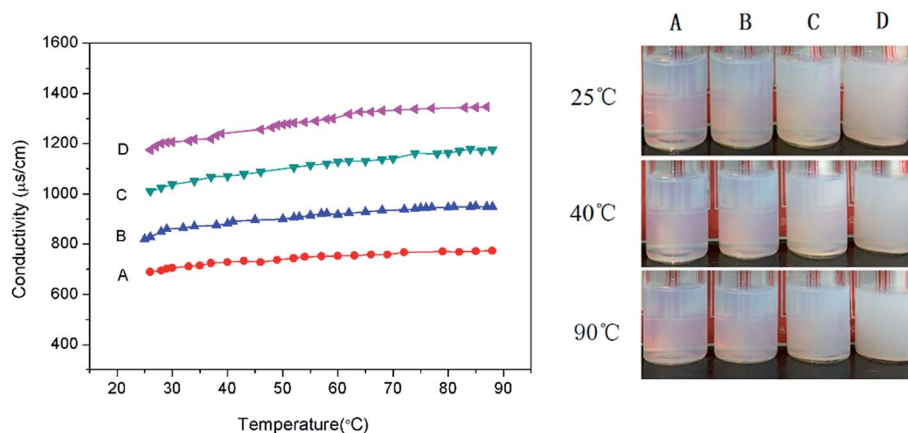 A B C D
1600
1400
1200
1000
800
600
400
Conductivity (µs/cm)
D
C
B
A
20 30 40 50 60 70 80 90
Temperature(°C)
25℃
40℃
90℃